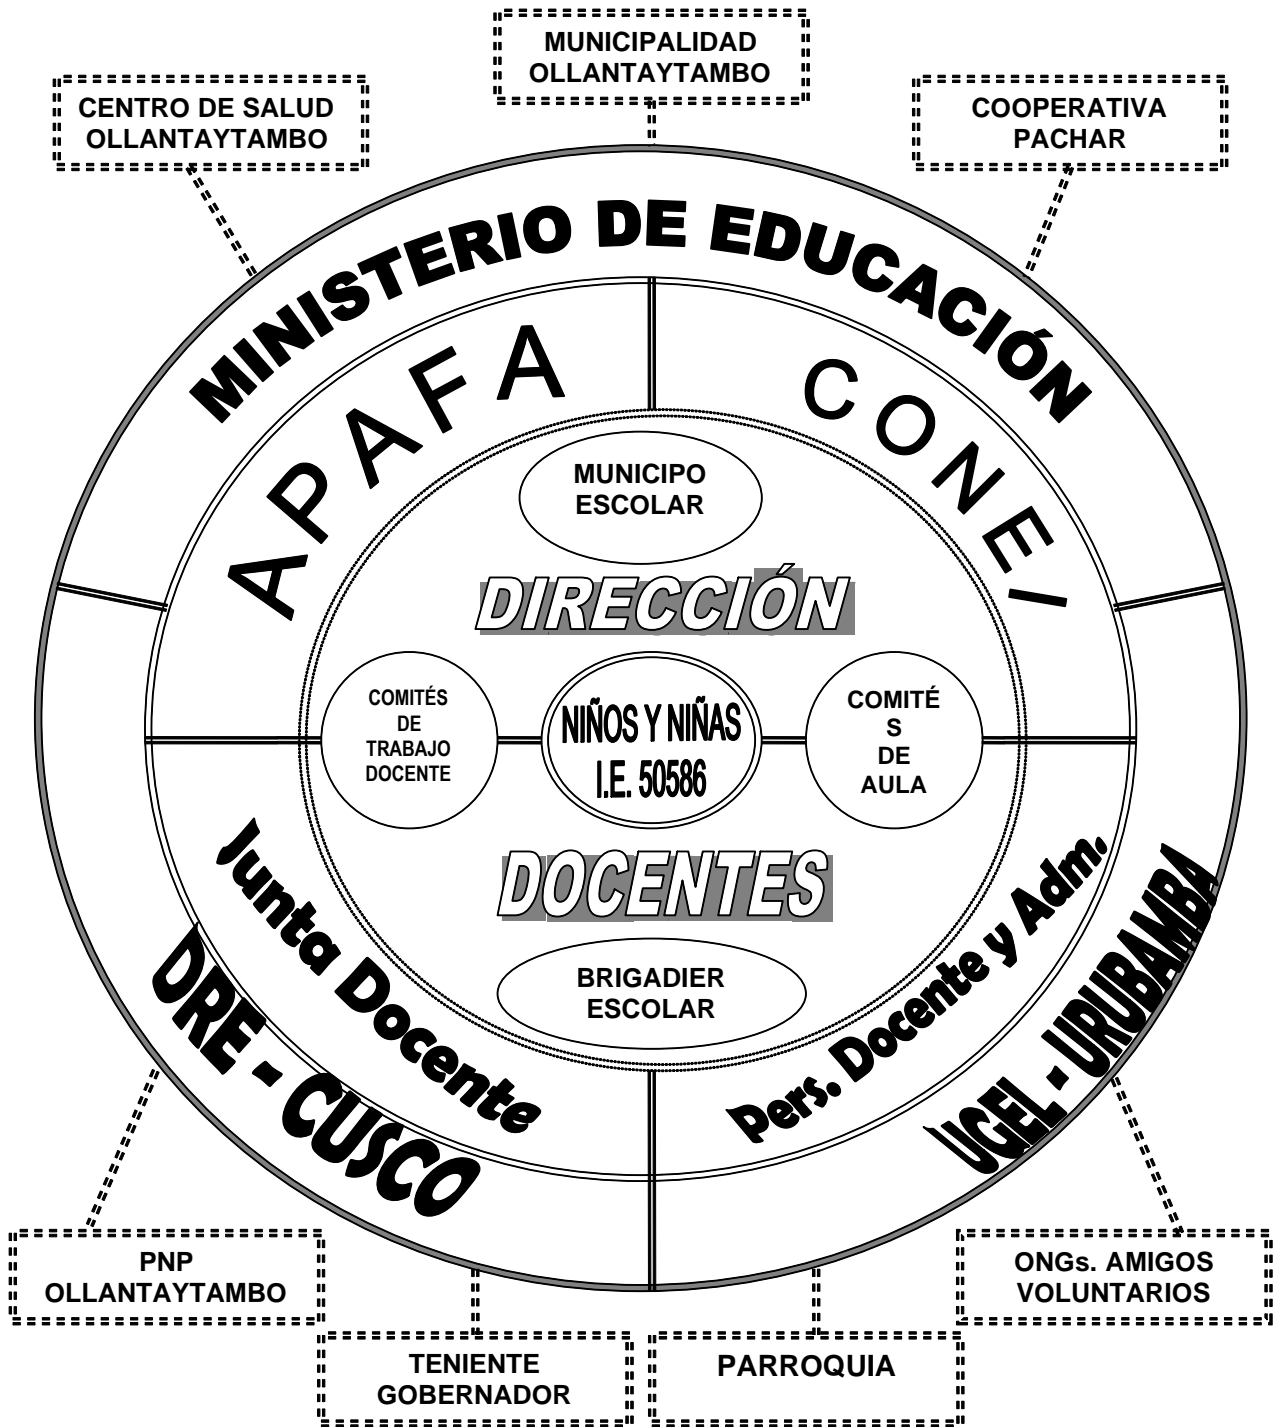 MUNICIPALIDAD
OLLANTAYTAMBO
CENTRO DE SALUD
OLLANTAYTAMBO
COOPERATIVA
PACHAR
MINISTERIO DE EDUCACIÓN
APAFA
CONEI
MUNICIPO
ESCOLAR
DIRECCIÓN
COMITÉS
DE
TRABAJO
DOCENTE
NIÑOS Y NIÑAS
I.E. 50586
COMITÉ
S
DE
AULA
DOCENTES
BRIGADIER
ESCOLAR
Junta Docente
Pers. Docente y Adm.
DRE - CUSCO
UGEL - URUBAMBA
PNP
OLLANTAYTAMBO
ONGs. AMIGOS
VOLUNTARIOS
TENIENTE
GOBERNADOR
PARROQUIA